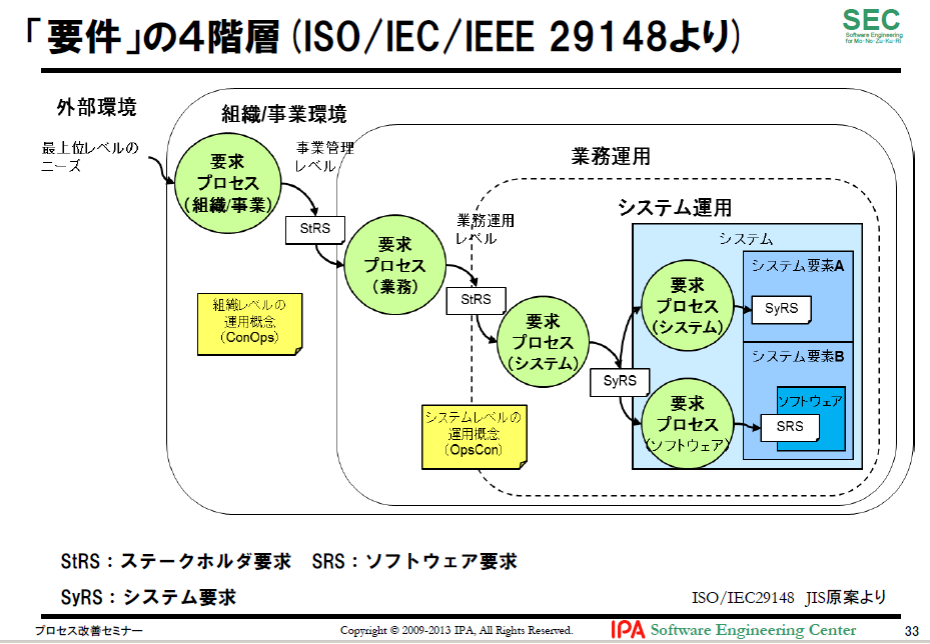 「要件」の4階層(ISO/IEC/IEEE 29148より)
SEC
Software Engineering
for Mo・No・Zu・Ku・Ri
外部環境
組織/事業環境
最上位レベルの
ニーズ
要求
プロセス
(組織/事業)
事業管理
レベル
StRS
業務運用
要求
プロセス
(業務)
業務運用
レベル
StRS
組織レベルの
運用概念
(ConOps)
システム運用
システム
要求
プロセス
(システム)
SyRS
要求
プロセス
(システム)
システム要素A
SyRS
システム要素B
要求
プロセス
(ソフトウェア)
ソフトウェア
SRS
システムレベルの
運用概念
(OpsCon)
StRS：ステークホルダ要求 SRS：ソフトウェア要求
SyRS：システム要求
ISO/IEC29148 JIS原案より
プロセス改善セミナー
Copyright © 2009-2013 IPA, All Rights Reserved.
IPA Software Engineering Center
33